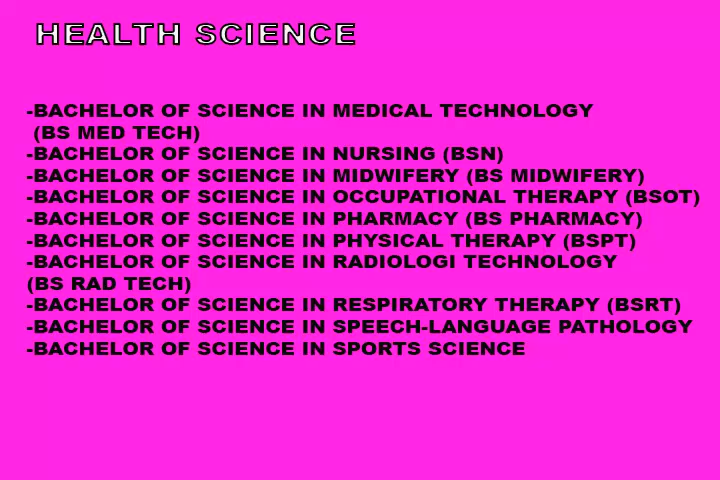 HEALTH SCIENCE
-BACHELOR OF SCIENCE IN MEDICAL TECHNOLOGY
(BS MED TECH)
-BACHELOR OF SCIENCE IN NURSING (BSN)
-BACHELOR OF SCIENCE IN MIDWIFERY (BS MIDWIFERY)
-BACHELOR OF SCIENCE IN OCCUPATIONAL THERAPY (BSOT)
-BACHELOR OF SCIENCE IN PHARMACY (BS PHARMACY)
-BACHELOR OF SCIENCE IN PHYSICAL THERAPY (BSPT)
-BACHELOR OF SCIENCE IN RADIOLOGI TECHNOLOGY
(BS RAD TECH)
-BACHELOR OF SCIENCE IN RESPIRATORY THERAPY (BSRT)
-BACHELOR OF SCIENCE IN SPEECH-LANGUAGE PATHOLOGY
-BACHELOR OF SCIENCE IN SPORTS SCIENCE